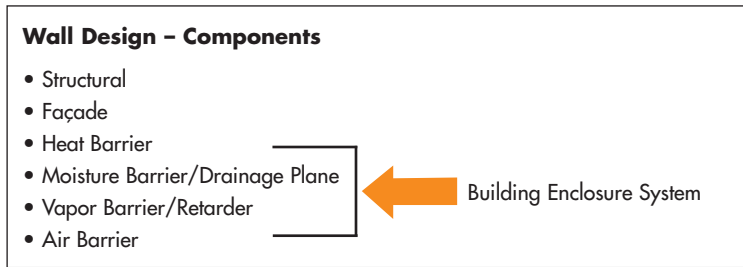 Wall Design – Components
• Structural
• Façade
• Heat Barrier
• Moisture Barrier/Drainage Plane
• Vapor Barrier/Retarder
• Air Barrier
Building Enclosure System